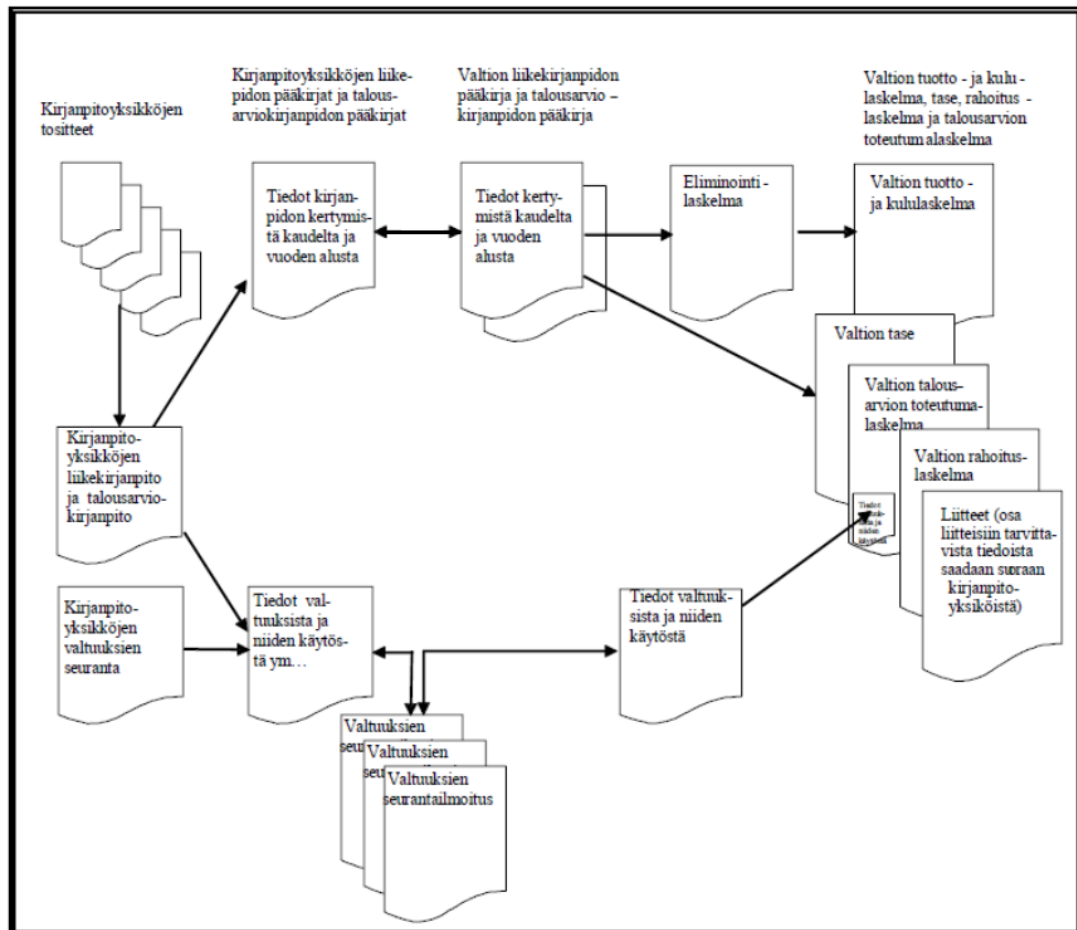 Kirjanpitoyksikköjen
tositteet
Kirjanpitoyksikköjen liike-
pidon pääkirjat ja talous-
arviokirjanpidon pääkirjat
Valtion liikekirjanpidon
pääkirja ja talousarvio –
kirjanpidon pääkirja
Valtion tuotto - ja kulu -
laskelma, tase, rahoitus -
laskelma ja talousarvion
toteutum alaskelma
Tiedot kirjan-
pidon kertymis-
tä kaudelta ja
vuoden alusta
Tiedot kerty-
mistä kaudelta
ja vuoden
alusta
Eliminointi -
laskelma
Valtion tuotto -
ja kululaskelma
Valtion tase
Valtion talous-
arvion toteutuma-
laskelma
Valtion rahoitus-
laskelma
Tiedot
niiden
Liitteet (osa
liitteisiin tarvitta-
vista tiedoista
saadaan suoraan
kirjanpito-
yksiköistä)
Kirjanpito-
yksikköjen
liikekirjanpito
ja talousarvio-
kirjanpito
Kirjanpito-
yksikköjen
valtuuksien
seuranta
Tiedot val-
tuuksista ja
niiden käytös-
tä ym...
Tiedot valtuuk-
sista ja niiden
käytöstä
Valtuuksien
Valtuuksien
Valtuuksien
seurantailmoitus